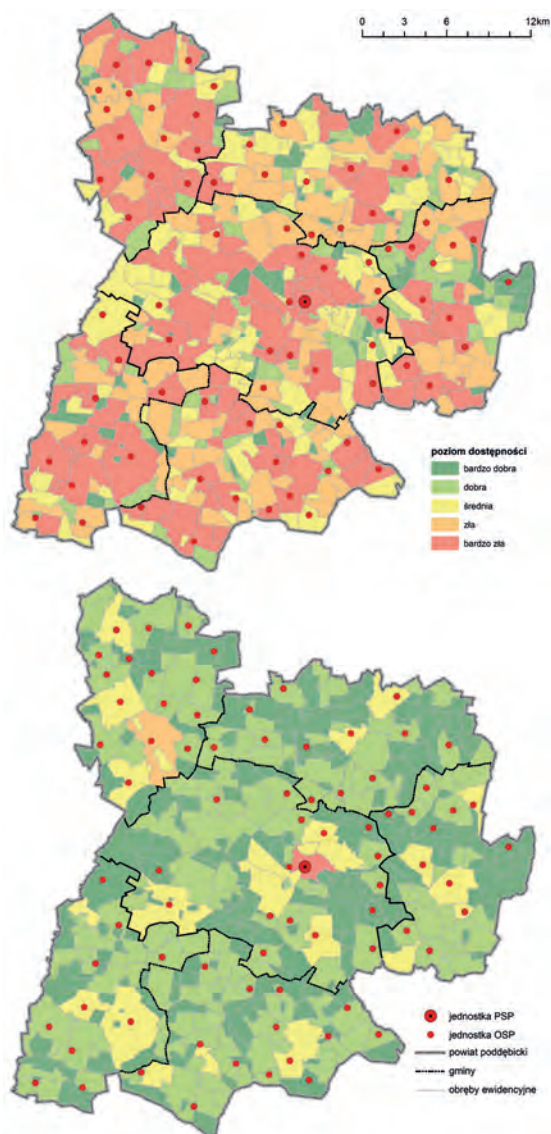 0 3 6 12km
poziom dostępności
bardzo dobra
dobra
średnia
zła
bardzo zła
jednostka PSP
jednostka OSP
powiat poddębicki
gminy
obręby ewidencyjne